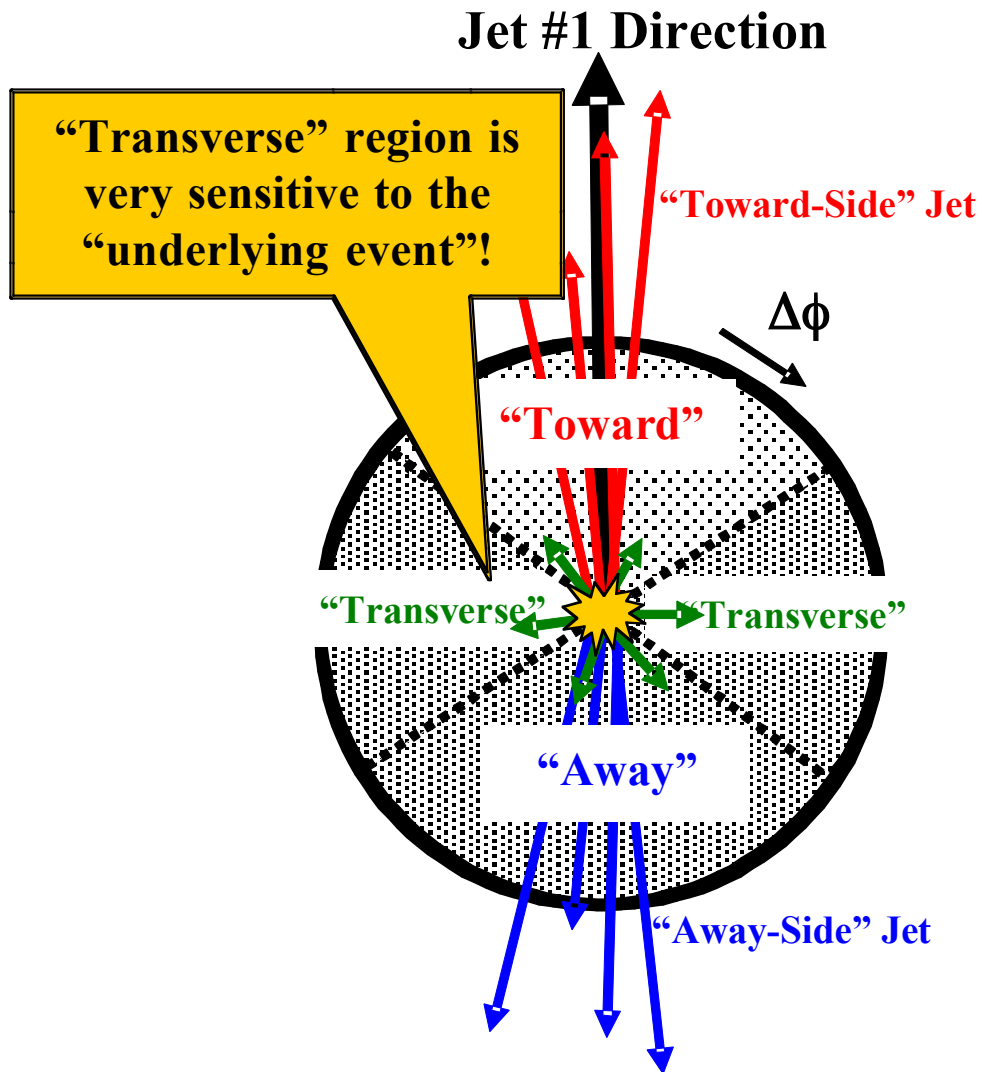 Jet #1 Direction
“Transverse” region is
very sensitive to the
“underlying event”!
“Toward-Side” Jet
Δϕ
“Toward”
“Transverse”
“Transverse”
“Away”
“Away-Side” Jet